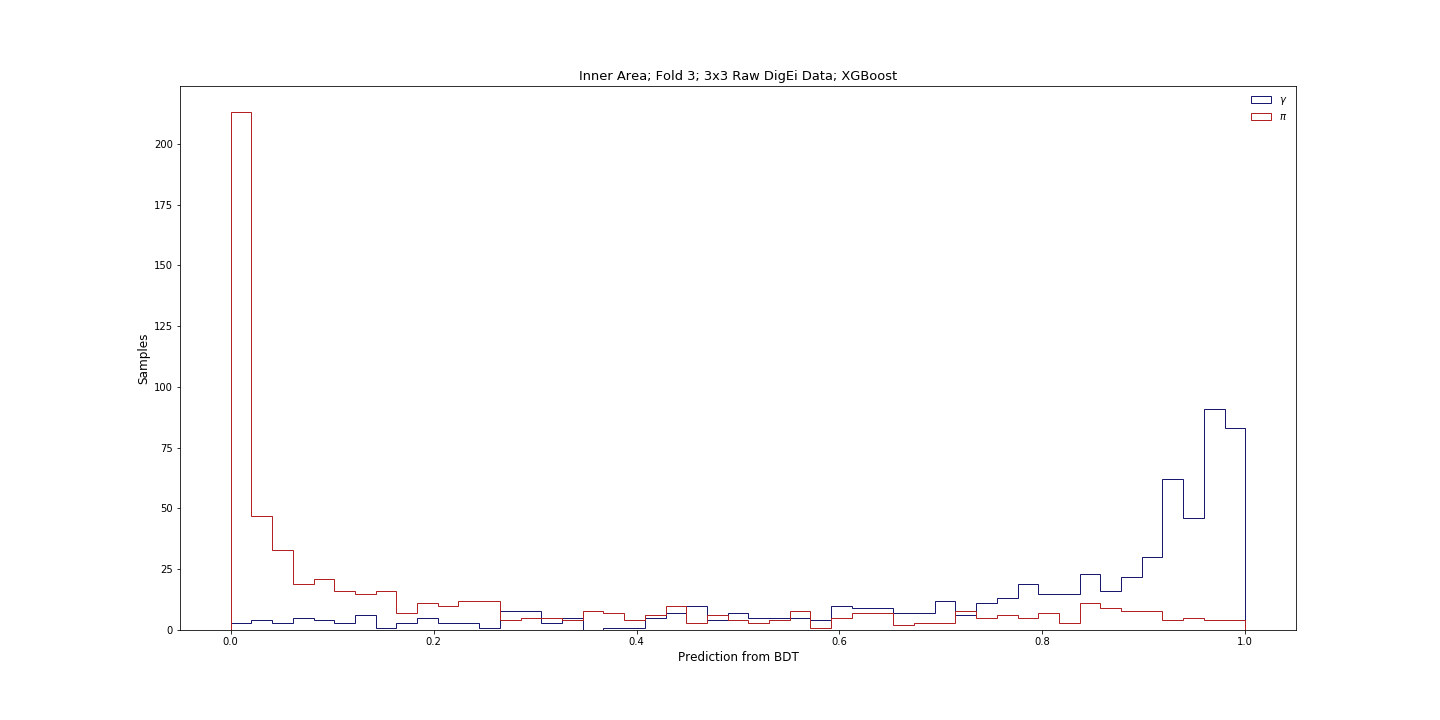 Inner Area; Fold 3; 3x3 Raw DigEi Data; XGBoost
γ
π
200
175
150
125
100
75
50
25
0
Samples
0.0 0.2 0.4 0.6 0.8 1.0
Prediction from BDT